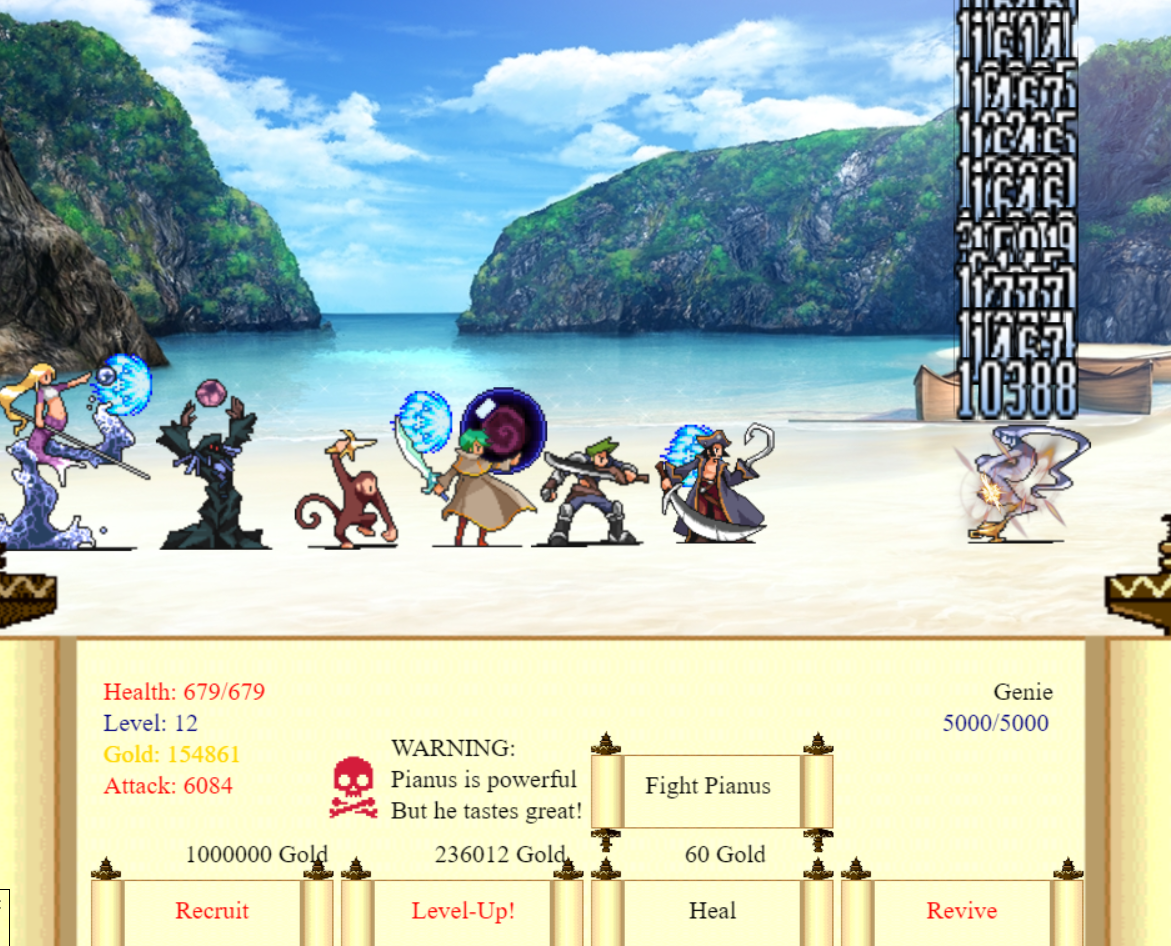 10388
Health: 679/679
Genie
Level: 12
5000/5000
Gold: 154861
WARNING:
Attack: 6084
Pianus is powerful
Fight Pianus
But he tastes great!
1000000 Gold
236012 Gold
60 Gold
Recruit
Level-Up!
Heal
Revive